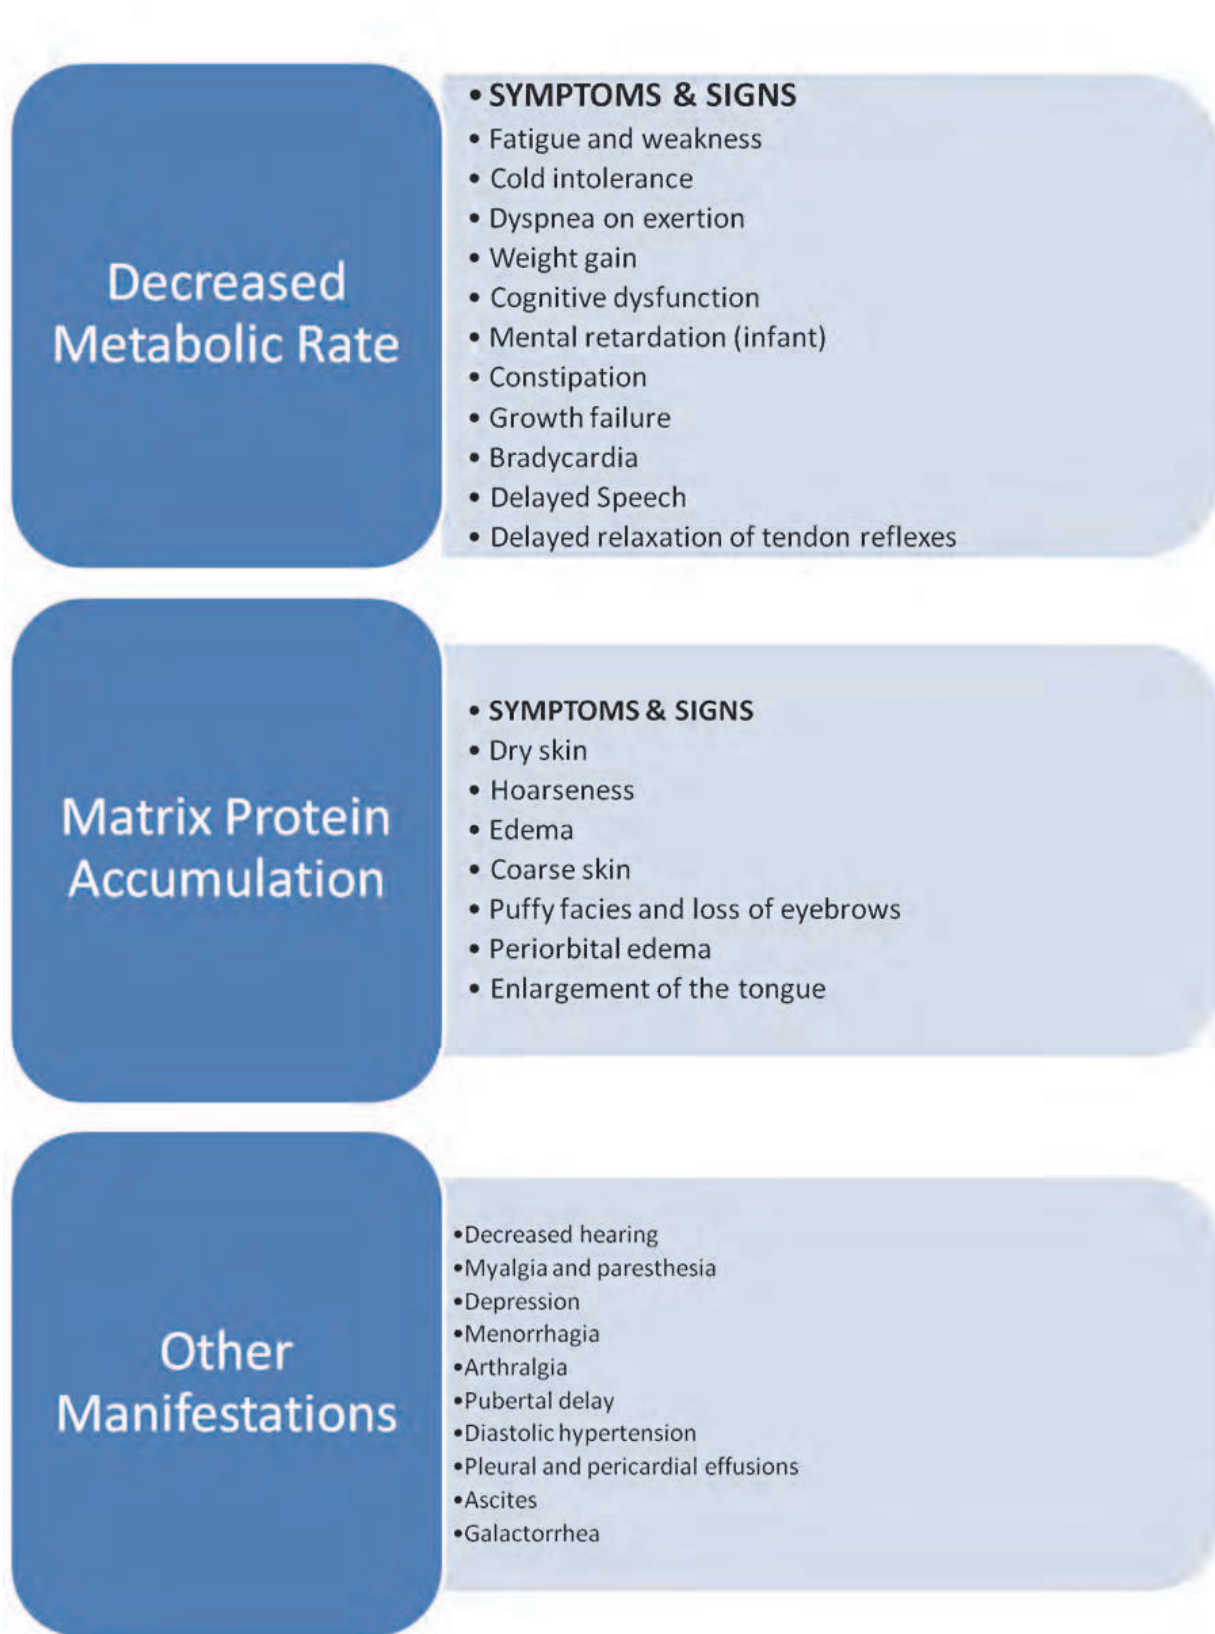 Decreased
Metabolic Rate
• SYMPTOMS & SIGNS
• Fatigue and weakness
• Cold intolerance
• Dyspnea on exertion
• Weight gain
• Cognitive dysfunction
• Mental retardation (infant)
• Constipation
• Growth failure
• Bradycardia
• Delayed Speech
• Delayed relaxation of tendon reflexes
Matrix Protein
Accumulation
• SYMPTOMS & SIGNS
• Dry skin
• Hoarseness
• Edema
• Coarse skin
• Puffy facies and loss of eyebrows
• Periorbital edema
• Enlargement of the tongue
Other
Manifestations
•Decreased hearing
•Myalgia and paresthesia
•Depression
•Menorrhagia
•Arthralgia
•Pubertal delay
•Diastolic hypertension
•Pleural and pericardial effusions
•Ascites
•Galactorrhea